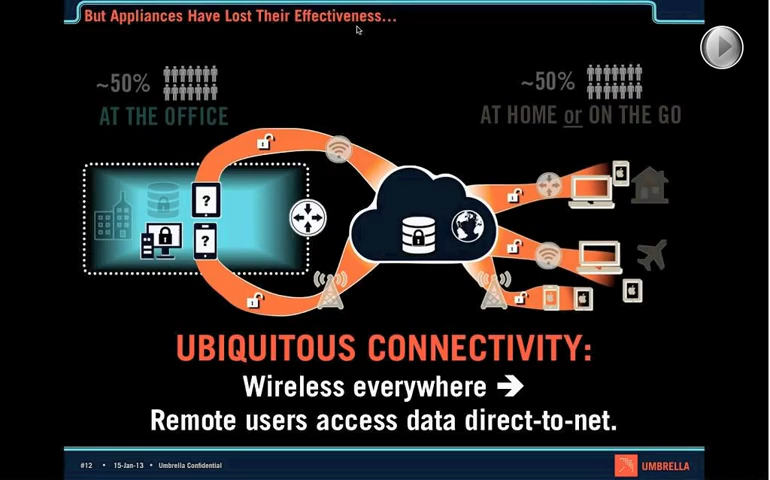 But Appliances Have Lost Their Effectiveness...
~50%
AT THE OFFICE
~50%
AT HOME or ON THE GO
?
?
UBIQUITOUS CONNECTIVITY:
Wireless everywhere ➔
Remote users access data direct-to-net.
#12 • 15-Jan-13 • Umbrella Confidential
UMBRELLA